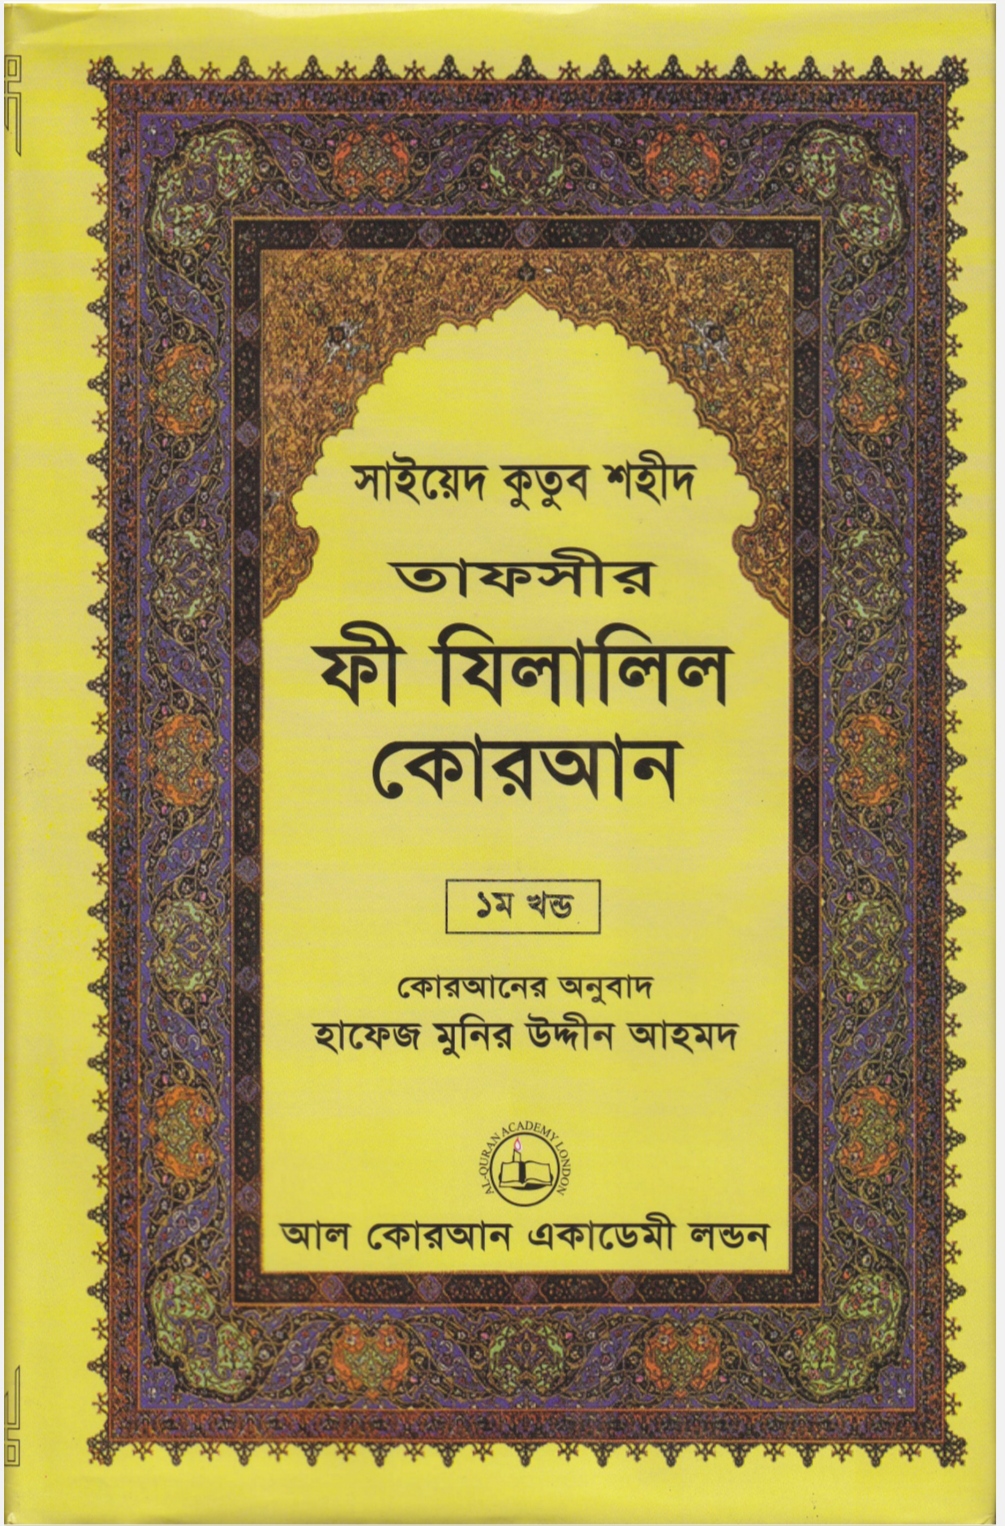 সাইয়েদ কুতুব শহীদ
তাফসীর
ফী যিলালিল
কোরআন
১ম খন্ড
কোরআনের অনুবাদ
হাফেজ মুনির উদ্দীন আহমদ
AL-QURAN ACADEMY LONDON
আল কোরআন একাডেমী লন্ডন